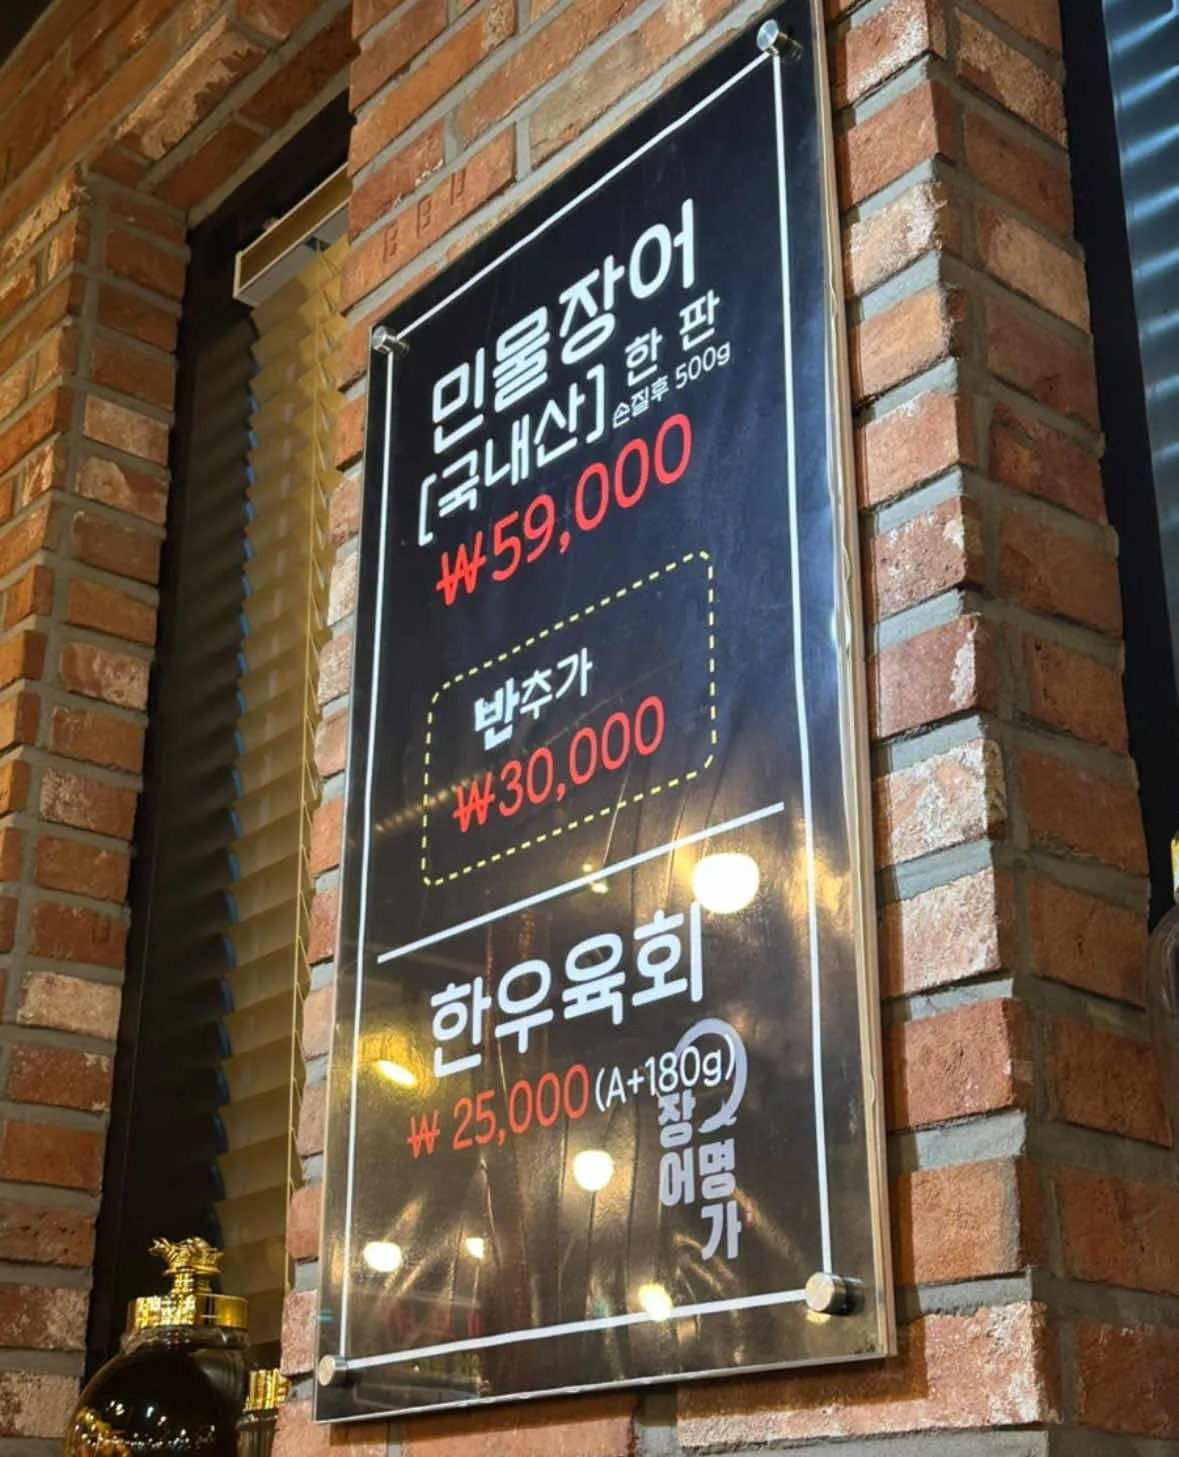 민물장어
[국내산] 한 판
손질후 500g
₩59,000
반추가
₩30,000
한우육회
₩ 25,000 (A+180g)
장어
명가